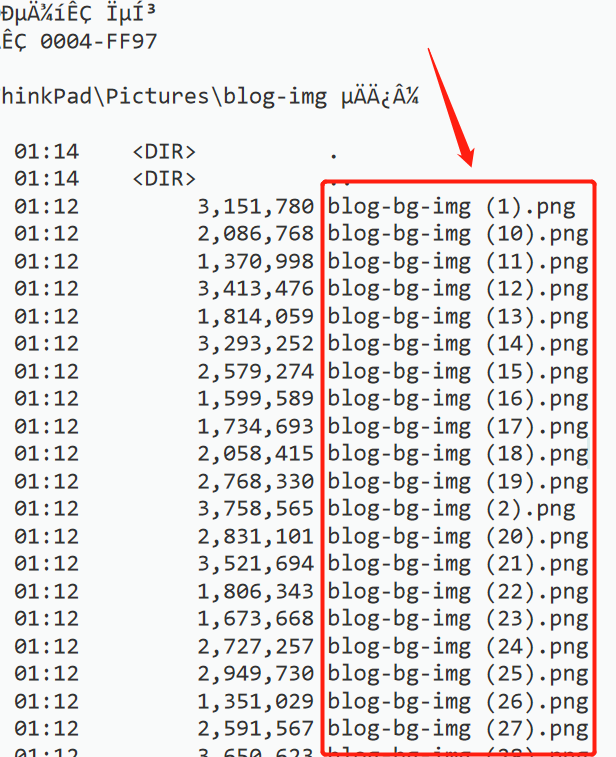 ÐµÄ¾íÊÇ ÏµÍ³
ÊÇ 0004-FF97
hinkPad\Pictures\blog-img µÄÄ¿Â¼
01:14 <DIR> .
01:14 <DIR> ..
01:12 3,151,780 blog-bg-img (1).png
01:12 2,086,768 blog-bg-img (10).png
01:12 1,370,998 blog-bg-img (11).png
01:12 3,413,476 blog-bg-img (12).png
01:12 1,814,059 blog-bg-img (13).png
01:12 3,293,252 blog-bg-img (14).png
01:12 2,579,274 blog-bg-img (15).png
01:12 1,599,589 blog-bg-img (16).png
01:12 1,734,693 blog-bg-img (17).png
01:12 2,058,415 blog-bg-img (18).png
01:12 2,768,330 blog-bg-img (19).png
01:12 3,758,565 blog-bg-img (2).png
01:12 2,831,101 blog-bg-img (20).png
01:12 3,521,694 blog-bg-img (21).png
01:12 1,806,343 blog-bg-img (22).png
01:12 1,673,668 blog-bg-img (23).png
01:12 2,727,257 blog-bg-img (24).png
01:12 2,949,730 blog-bg-img (25).png
01:12 1,351,029 blog-bg-img (26).png
01:12 2,591,567 blog-bg-img (27).png
01:12 3,650,623 blog-bg-img (28).png